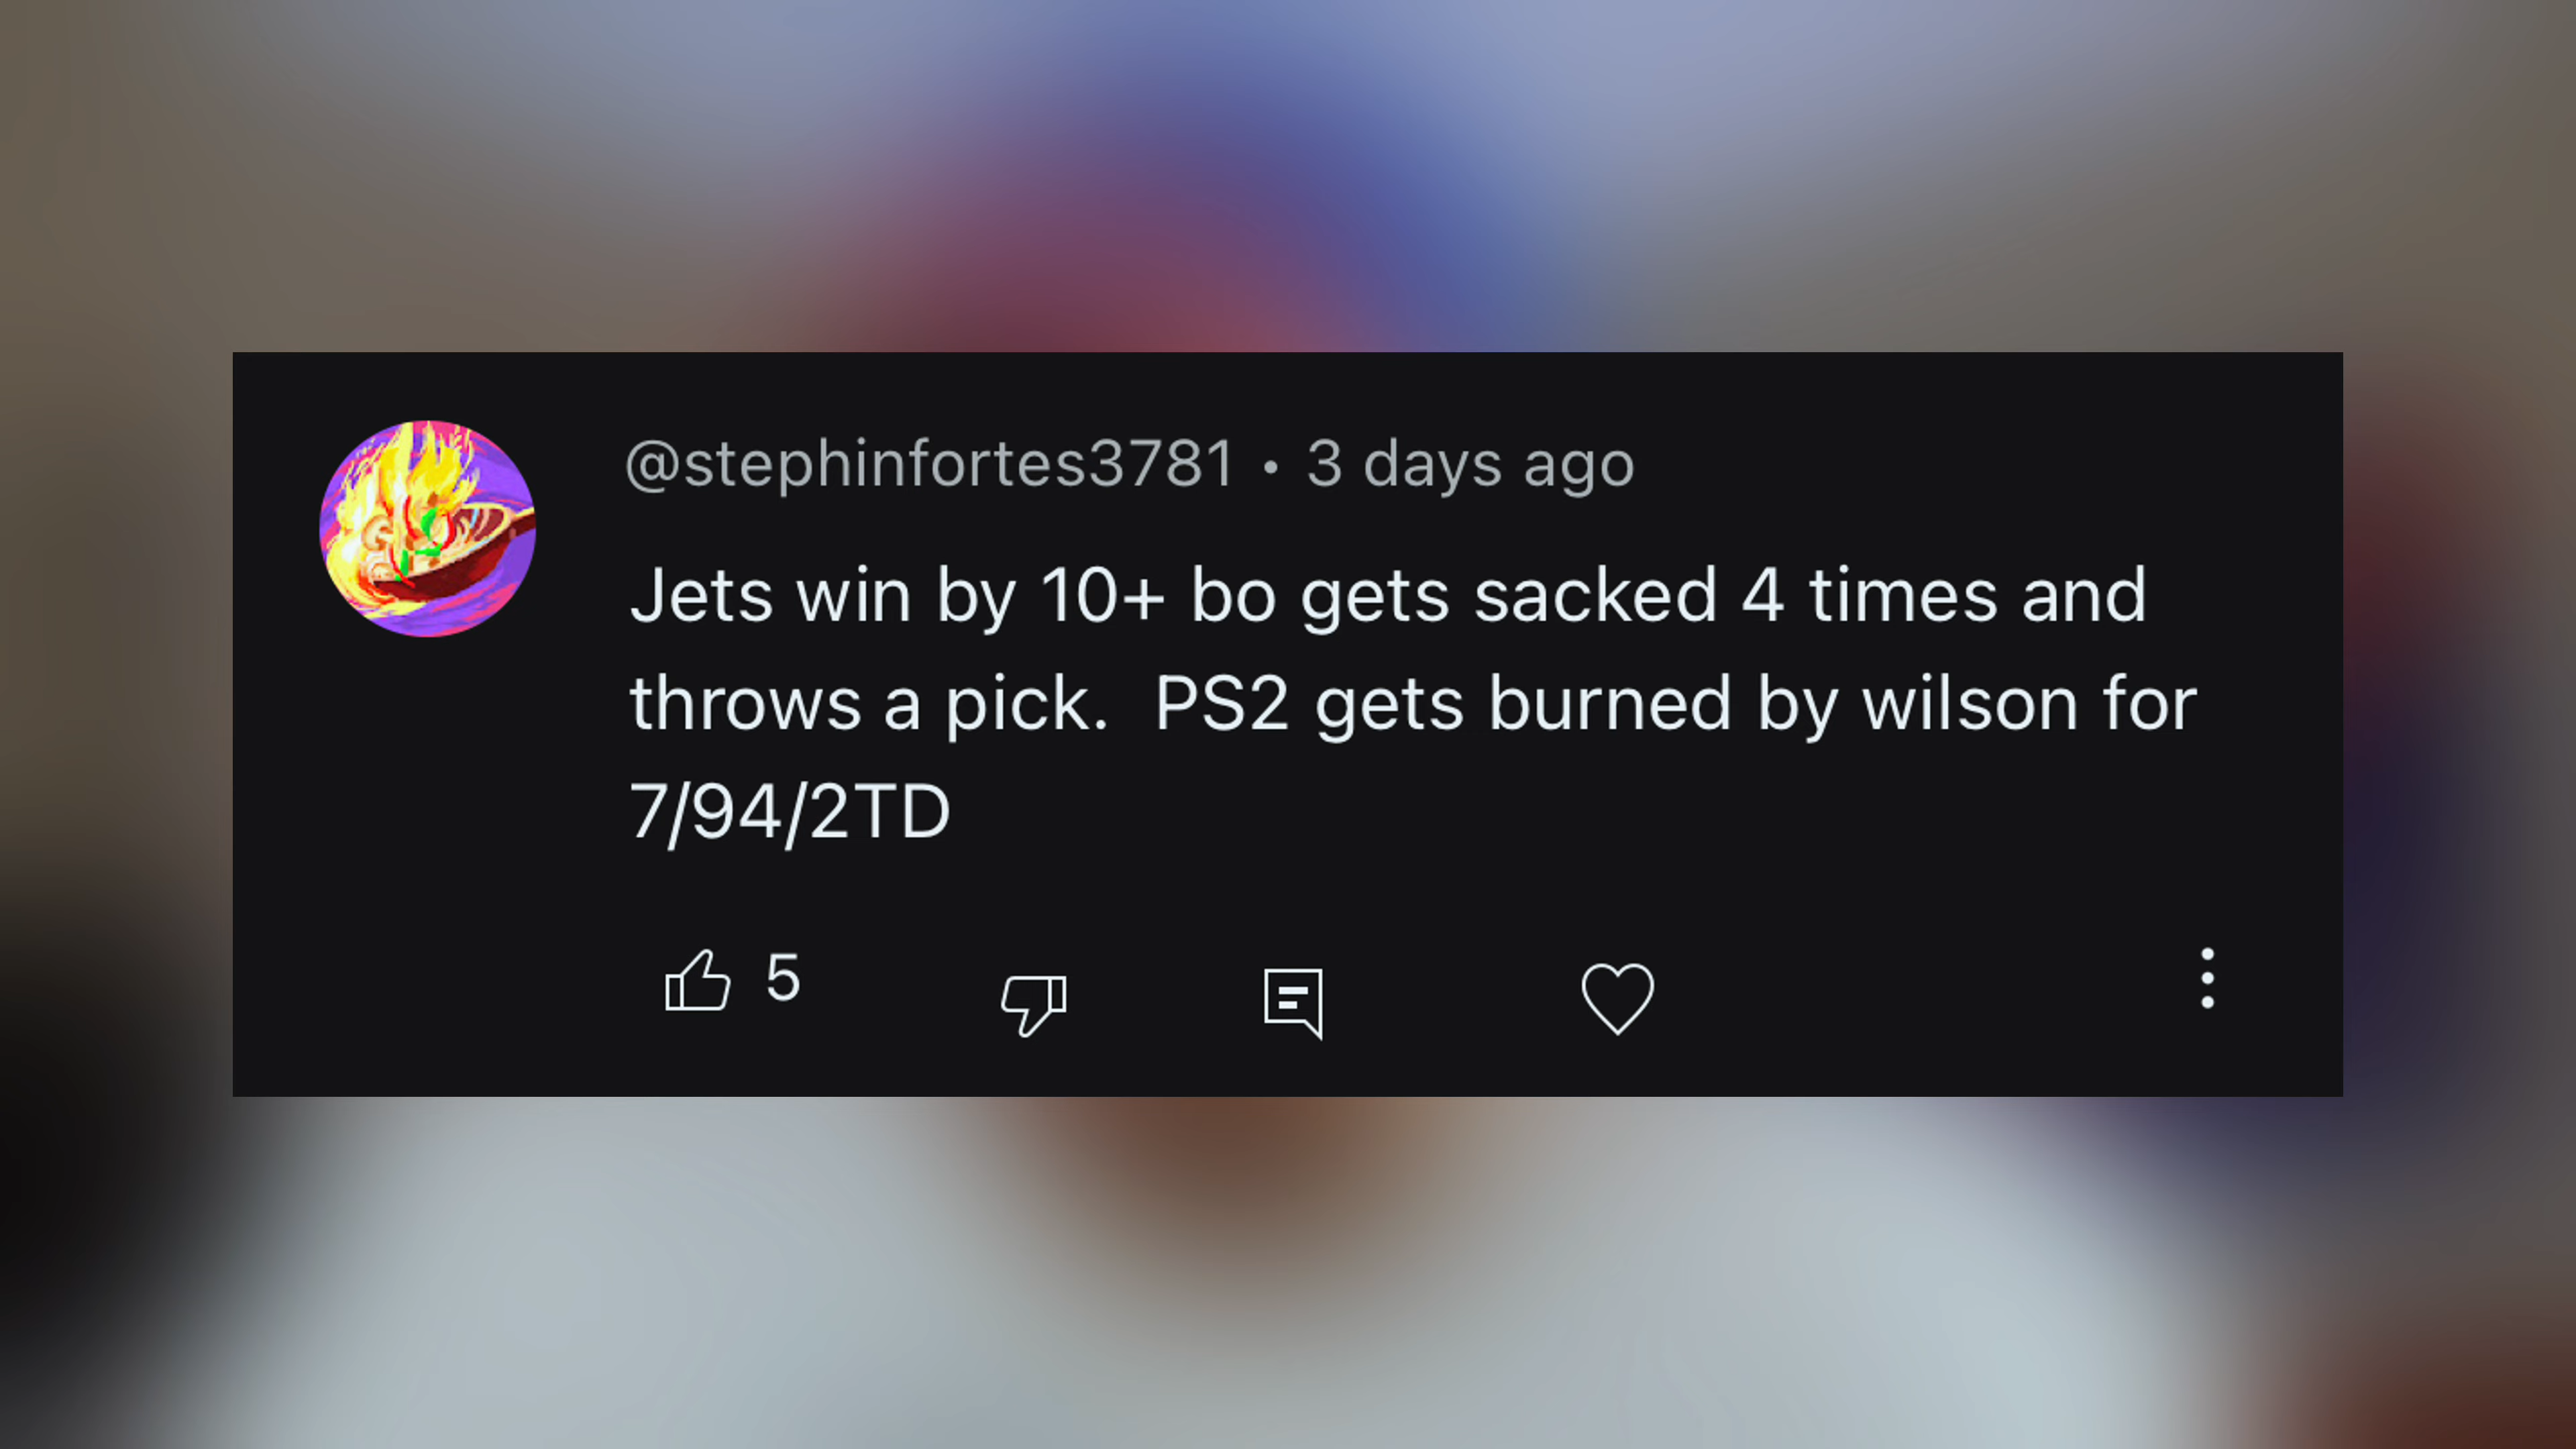 @stephinfortes3781 • 3 days ago
Jets win by 10+ bo gets sacked 4 times and
throws a pick.  PS2 gets burned by wilson for
7/94/2TD
5